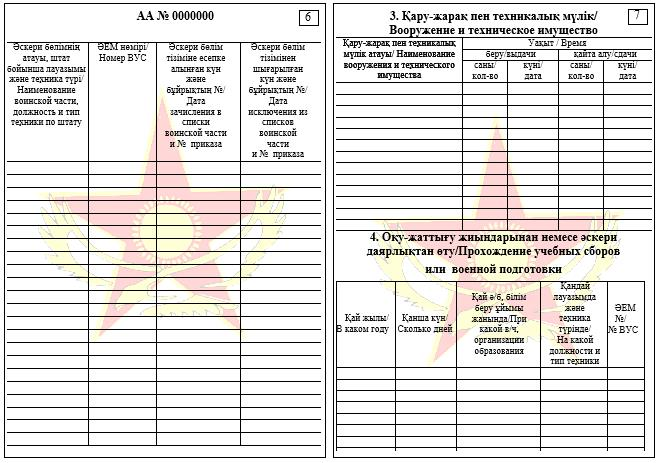 АА № 0000000
6
Әскери бөлімнің
атауы, штат
бойынша лауазымы
және техника түрі/
Наименование
воинской части,
должность и тип
техники по штату
ӘЕМ нөмірі/
Номер ВУС
Әскери бөлім
тізіміне есепке
алынған күн
және
бұйрықтың №/
Дата
зачисления в
списки
воинской части
и № приказа
Әскери бөлім
тізімінен
шығарылған
күн және
бұйрықтың №/
Дата
исключения из
списков
воинской
части
и № приказа
3. Қару-жарақ пен техникалық мүлік/
Вооружение и техническое имущество
7
Қару-жарақ пен техникалық
мүлік атауы/ Наименование
вооружения и технического
имущества
Уақыт / Время
беру/выдачи
қайта алу/сдачи
саны/
кол-во
күні/
дата
саны/
кол-во
күні/
дата
4. Оқу-жаттығу жиындарынан немесе әскери
даярлықтан өту/Прохождение учебных сборов
или военной подготовки
Қай жылы/
В каком году
Қанша күн/
Сколько дней
Қай ә/б, білім
беру ұйымы
жанында/При
какой в/ч,
организации
образования
Қандай
лауазымда
және
техника
түрінде/
На какой
должности и
тип техники
ӘЕМ
№/
№ ВУС